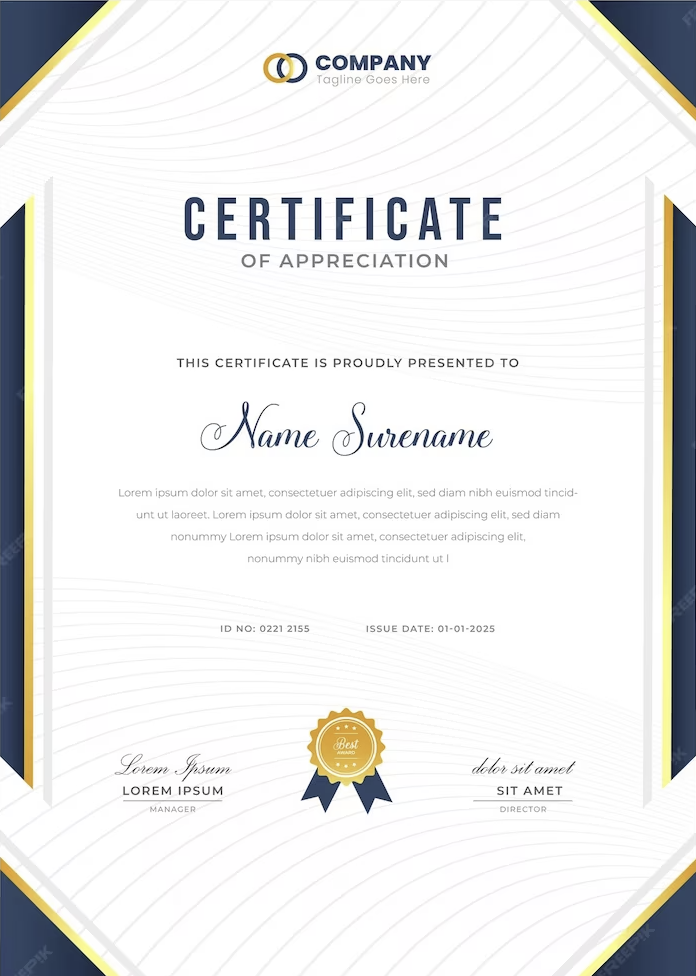 COMPANY
Tagline Goes Here
CERTIFICATE
OF APPRECIATION
THIS CERTIFICATE IS PROUDLY PRESENTED TO
Name Surename
Lorem ipsum dolor sit amet, consectetuer adipiscing elit, sed diam nibh euismod tincid-
unt ut laoreet. Lorem ipsum dolor sit amet, consectetuer adipiscing elit, sed diam
nonummy Lorem ipsum dolor sit amet, consectetuer adipiscing elit,
nonummy nibh euismod tincidunt ut l
ID NO: 0221 2155 ISSUE DATE: 01-01-2025
Best
AWARD
Lorem Ipsum dolor sit amet
LOREM IPSUM SIT AMET
MANAGER DIRECTOR